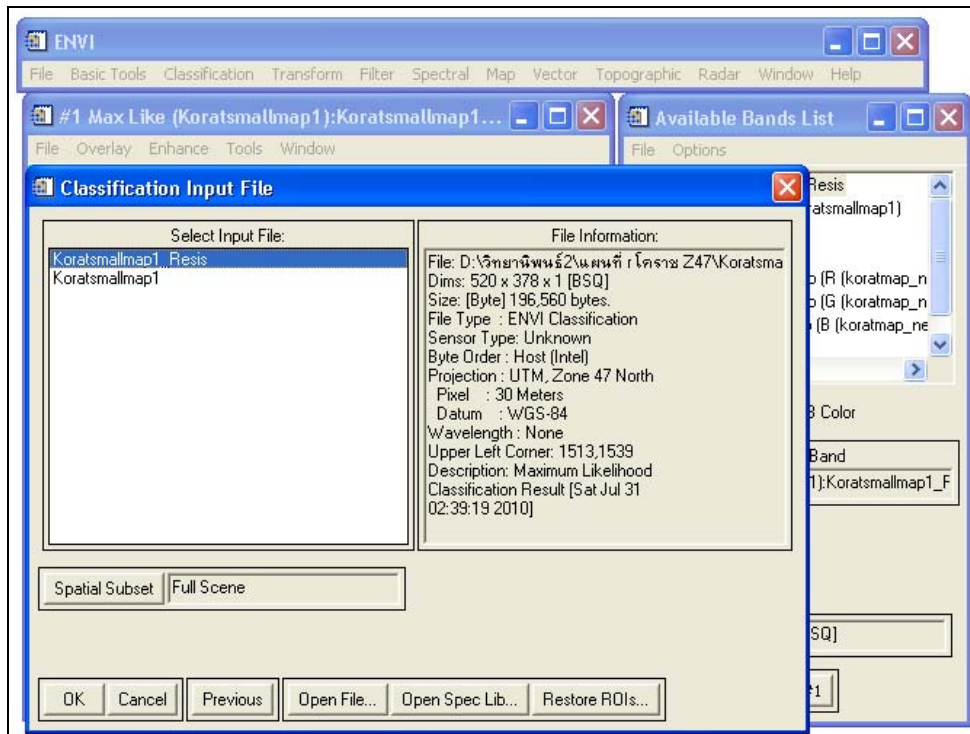 ENVI
File Basic Tools Classification Transform Filter Spectral Map Vector Topographic Radar Window Help
#1 Max Like (Koratsmallmap1):Koratsmallmap1...
File Overlay Enhance Tools Window
Available Bands List
File Options
Classification Input File
Select Input File:
Koratsmallmap1_Resis
Koratsmallmap1
File Information:
File: D:\วิทยานิพนธ์2\แผนที่ โคราช Z47\Koratsma
Dims: 520 x 378 x 1 [BSQ]
Size: [Byte] 196,560 bytes.
File Type : ENVI Classification
Sensor Type: Unknown
Byte Order : Host (Intel)
Projection : UTM, Zone 47 North
Pixel : 30 Meters
Datum : WGS-84
Wavelength : None
Upper Left Corner: 1513,1539
Description: Maximum Likelihood
Classification Result [Sat Jul 31
02:39:19 2010]
Spatial Subset Full Scene
OK Cancel Previous Open File... Open Spec Lib... Restore ROIs...
Resis
atsmallmap1)
o (R (koratmap_n
o (G (koratmap_n
(B (koratmap_ne
B Color
Band
1):Koratsmallmap1_F
SQ]
#1